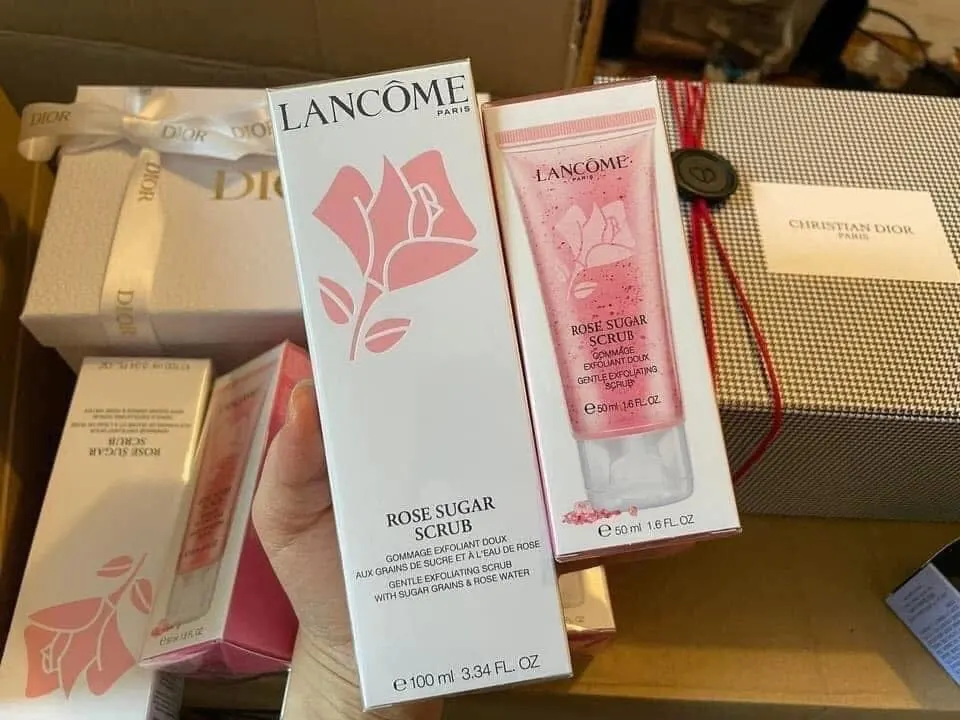 LANCÔME
PARIS
ROSE SUGAR
SCRUB
GOMMAGE EXFOLIANT DOUX
AUX GRAINS DE SUCRE ET À L'EAU DE ROSE
GENTLE EXFOLIATING SCRUB
WITH SUGAR GRAINS & ROSE WATER
e 100 ml 3.34 FL. OZ
LANCÔME
PARIS
ROSE SUGAR
SCRUB
GOMMAGE
EXFOLIANT DOUX
GENTLE EXFOLIATING
SCRUB
e 50 ml 1.6 FL. OZ
e 50 ml 1.6 FL. OZ
DIOR
DIOR
DIOR
DIOR
DIOR
CHRISTIAN DIOR
PARIS
ROSE SUGAR
SCRUB